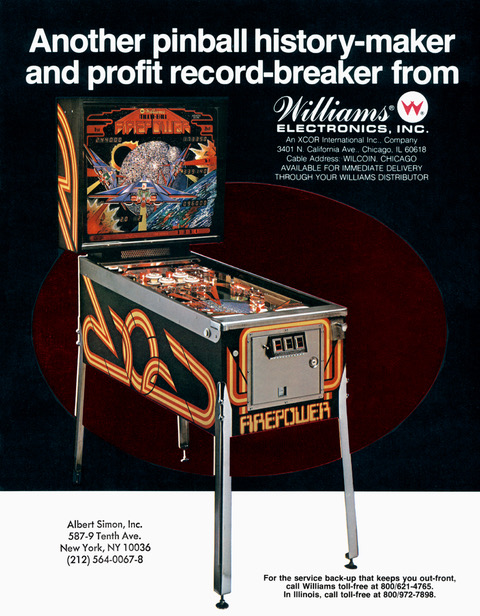 Another pinball history-maker
and profit record-breaker from
Williams®
W
ELECTRONICS, INC.
An XCOR International Inc., Company
3401 N. California Ave., Chicago, IL 60618
Cable Address: WILCOIN, CHICAGO
AVAILABLE FOR IMMEDIATE DELIVERY
THROUGH YOUR WILLIAMS DISTRIBUTOR
FIREPOWER
FIREPOWER
Albert Simon, Inc.
587-9 Tenth Ave.
New York, NY 10036
(212) 564-0067-8
For the service back-up that keeps you out-front,
call Williams toll-free at 800/621-4765.
In Illinois, call toll-free at 800/972-7898.